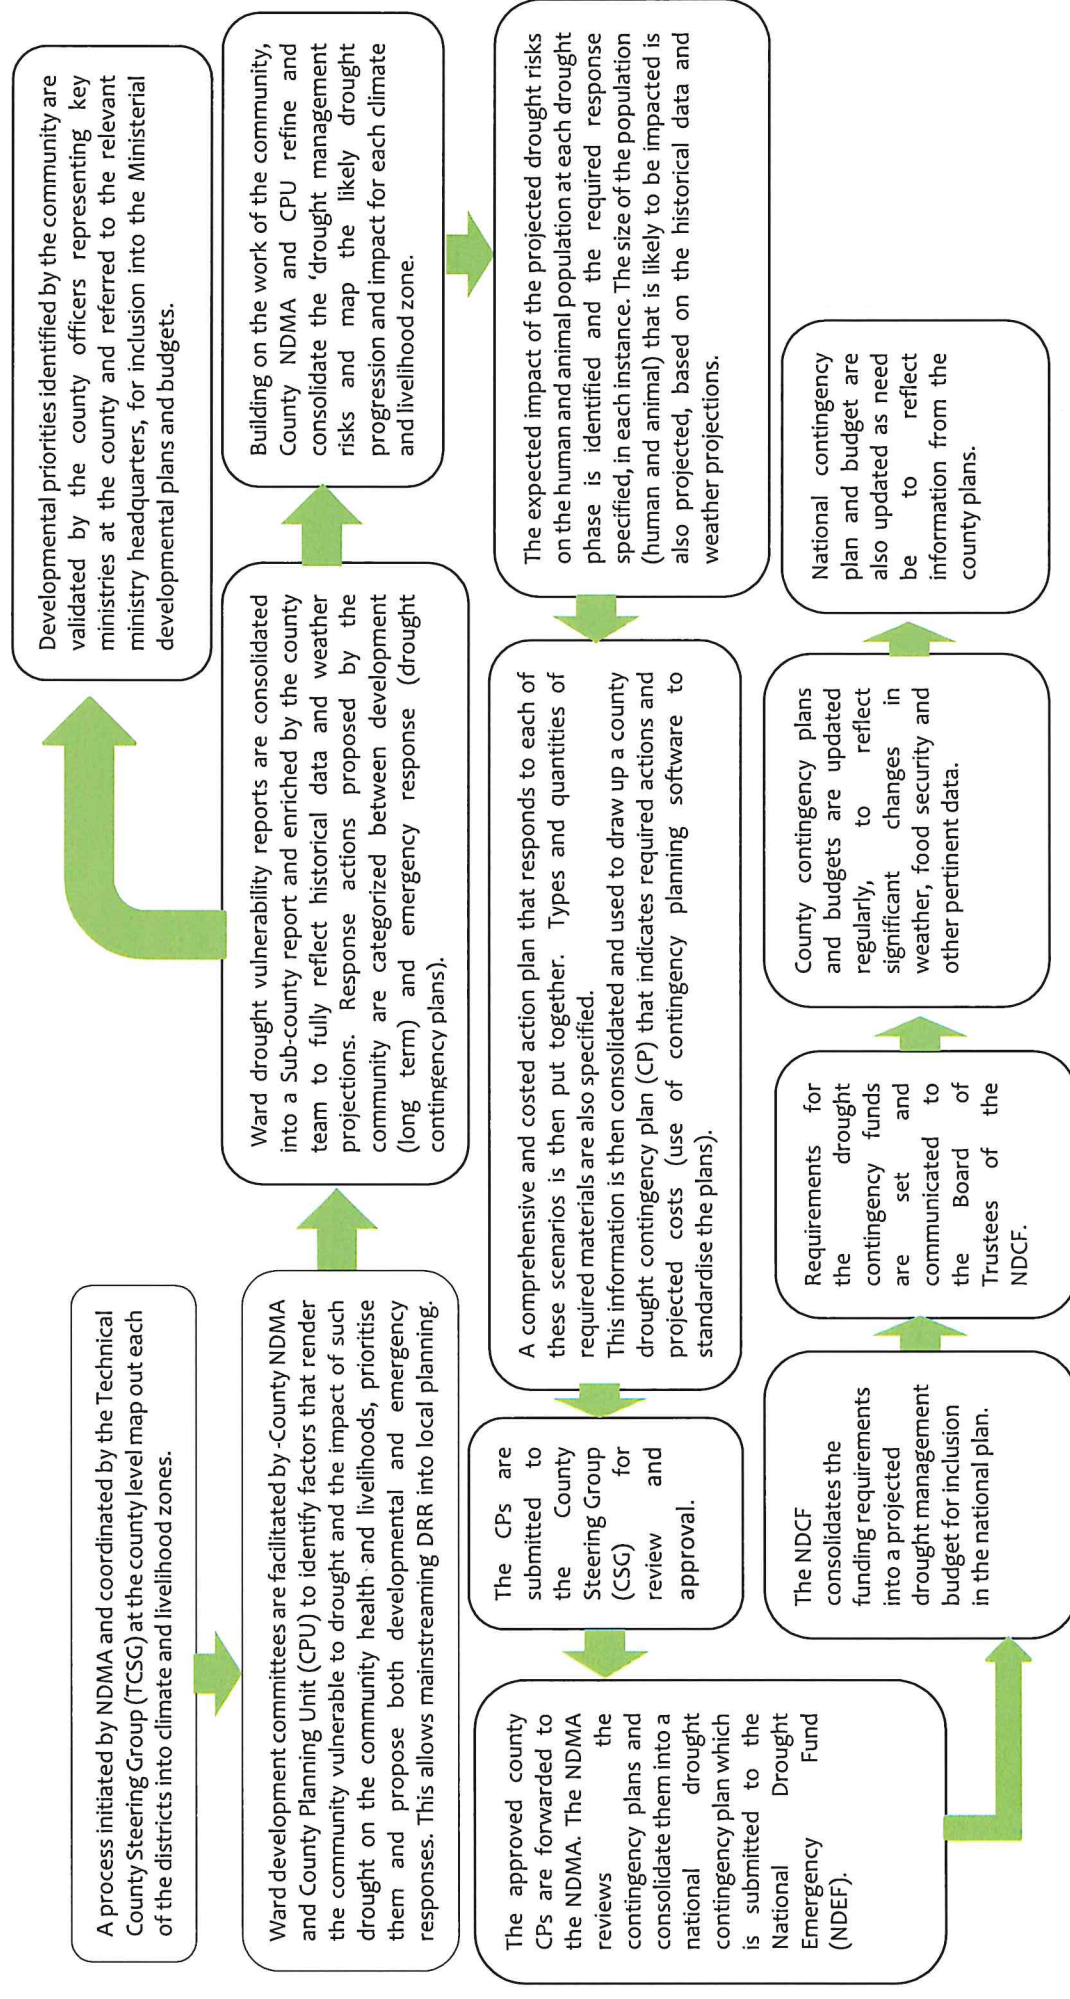 A process initiated by NDMA and coordinated by the Technical
County Steering Group (TCSG) at the county level map out each
of the districts into climate and livelihood zones.
Ward development committees are facilitated by -County NDMA
and County Planning Unit (CPU) to identify factors that render
the community vulnerable to drought and the impact of such
drought on the community health and livelihoods, prioritise
them and propose both developmental and emergency
responses. This allows mainstreaming DRR into local planning.
Ward drought vulnerability reports are consolidated
into a Sub-county report and enriched by the county
team to fully reflect historical data and weather
projections. Response actions proposed by the
community are categorized between development
(long term) and emergency response (drought
contingency plans).
Developmental priorities identified by the community are
validated by the county officers representing key
ministries at the county and referred to the relevant
ministry headquarters, for inclusion into the Ministerial
developmental plans and budgets.
Building on the work of the community,
County NDMA and CPU refine and
consolidate the ‘drought management
risks and map the likely drought
progression and impact for each climate
and livelihood zone.
The expected impact of the projected drought risks
on the human and animal population at each drought
phase is identified and the required response
specified, in each instance. The size of the population
(human and animal) that is likely to be impacted is
also projected, based on the historical data and
weather projections.
A comprehensive and costed action plan that responds to each of
these scenarios is then put together. Types and quantities of
required materials are also specified.
This information is then consolidated and used to draw up a county
drought contingency plan (CP) that indicates required actions and
projected costs (use of contingency planning software to
standardise the plans).
The CPs are
submitted to
the County
Steering Group
(CSG) for
review and
approval.
The approved county
CPs are forwarded to
the NDMA. The NDMA
reviews the
contingency plans and
consolidate them into a
national drought
contingency plan which
is submitted to the
National Drought
Emergency Fund
(NDEF).
The NDCF
consolidates the
funding requirements
into a projected
drought management
budget for inclusion
in the national plan.
Requirements for
the drought
contingency funds
are set and
communicated to
the Board of
Trustees of the
NDCF.
County contingency plans
and budgets are updated
regularly, to reflect
significant changes in
weather, food security and
other pertinent data.
National contingency
plan and budget are
also updated as need
be to reflect
information from the
county plans.